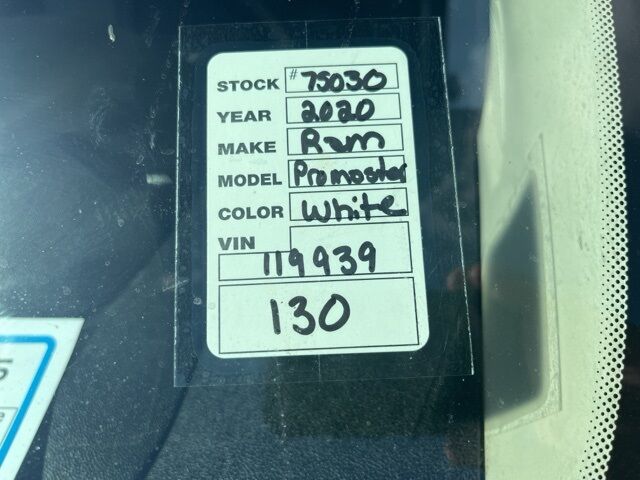 STOCK #75030
YEAR 2020
MAKE Ram
MODEL Promaster
COLOR White
VIN
119939
130